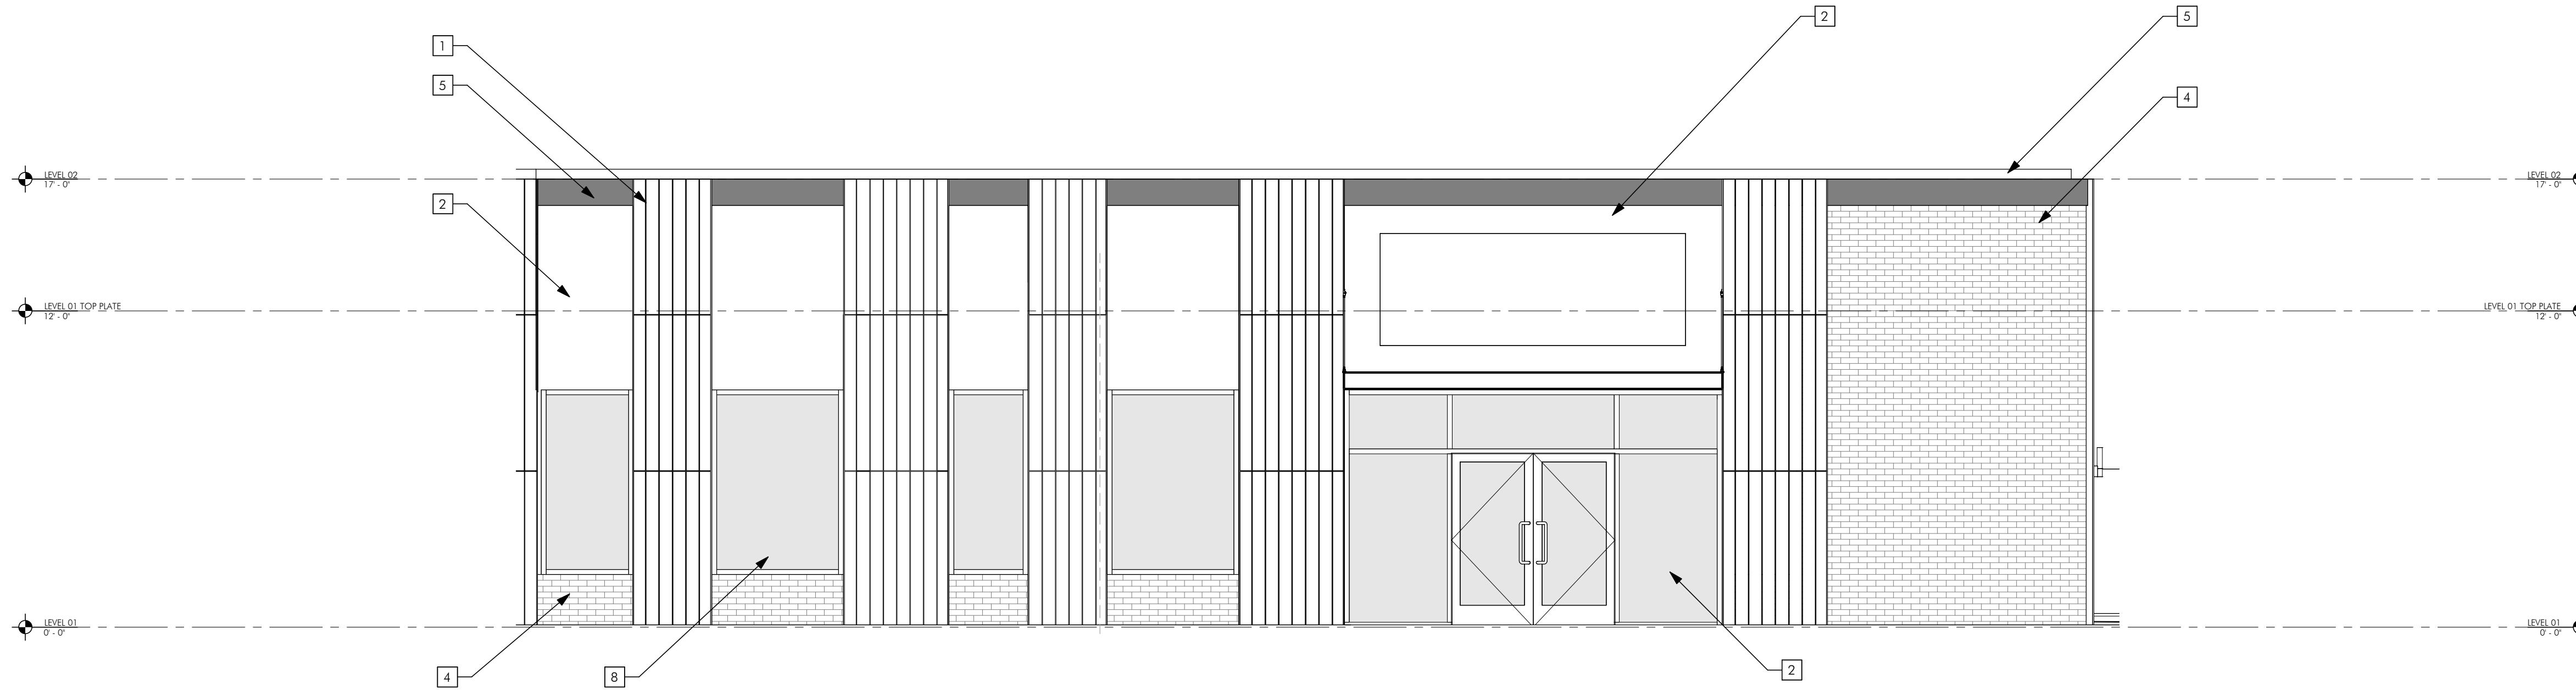 2
5
1
5
4
LEVEL 02
17' - 0"
LEVEL 02
17' - 0"
2
LEVEL 01 TOP PLATE
12' - 0"
LEVEL 01 TOP PLATE
12' - 0"
LEVEL 01
0' - 0"
LEVEL 01
0' - 0"
4
8
2